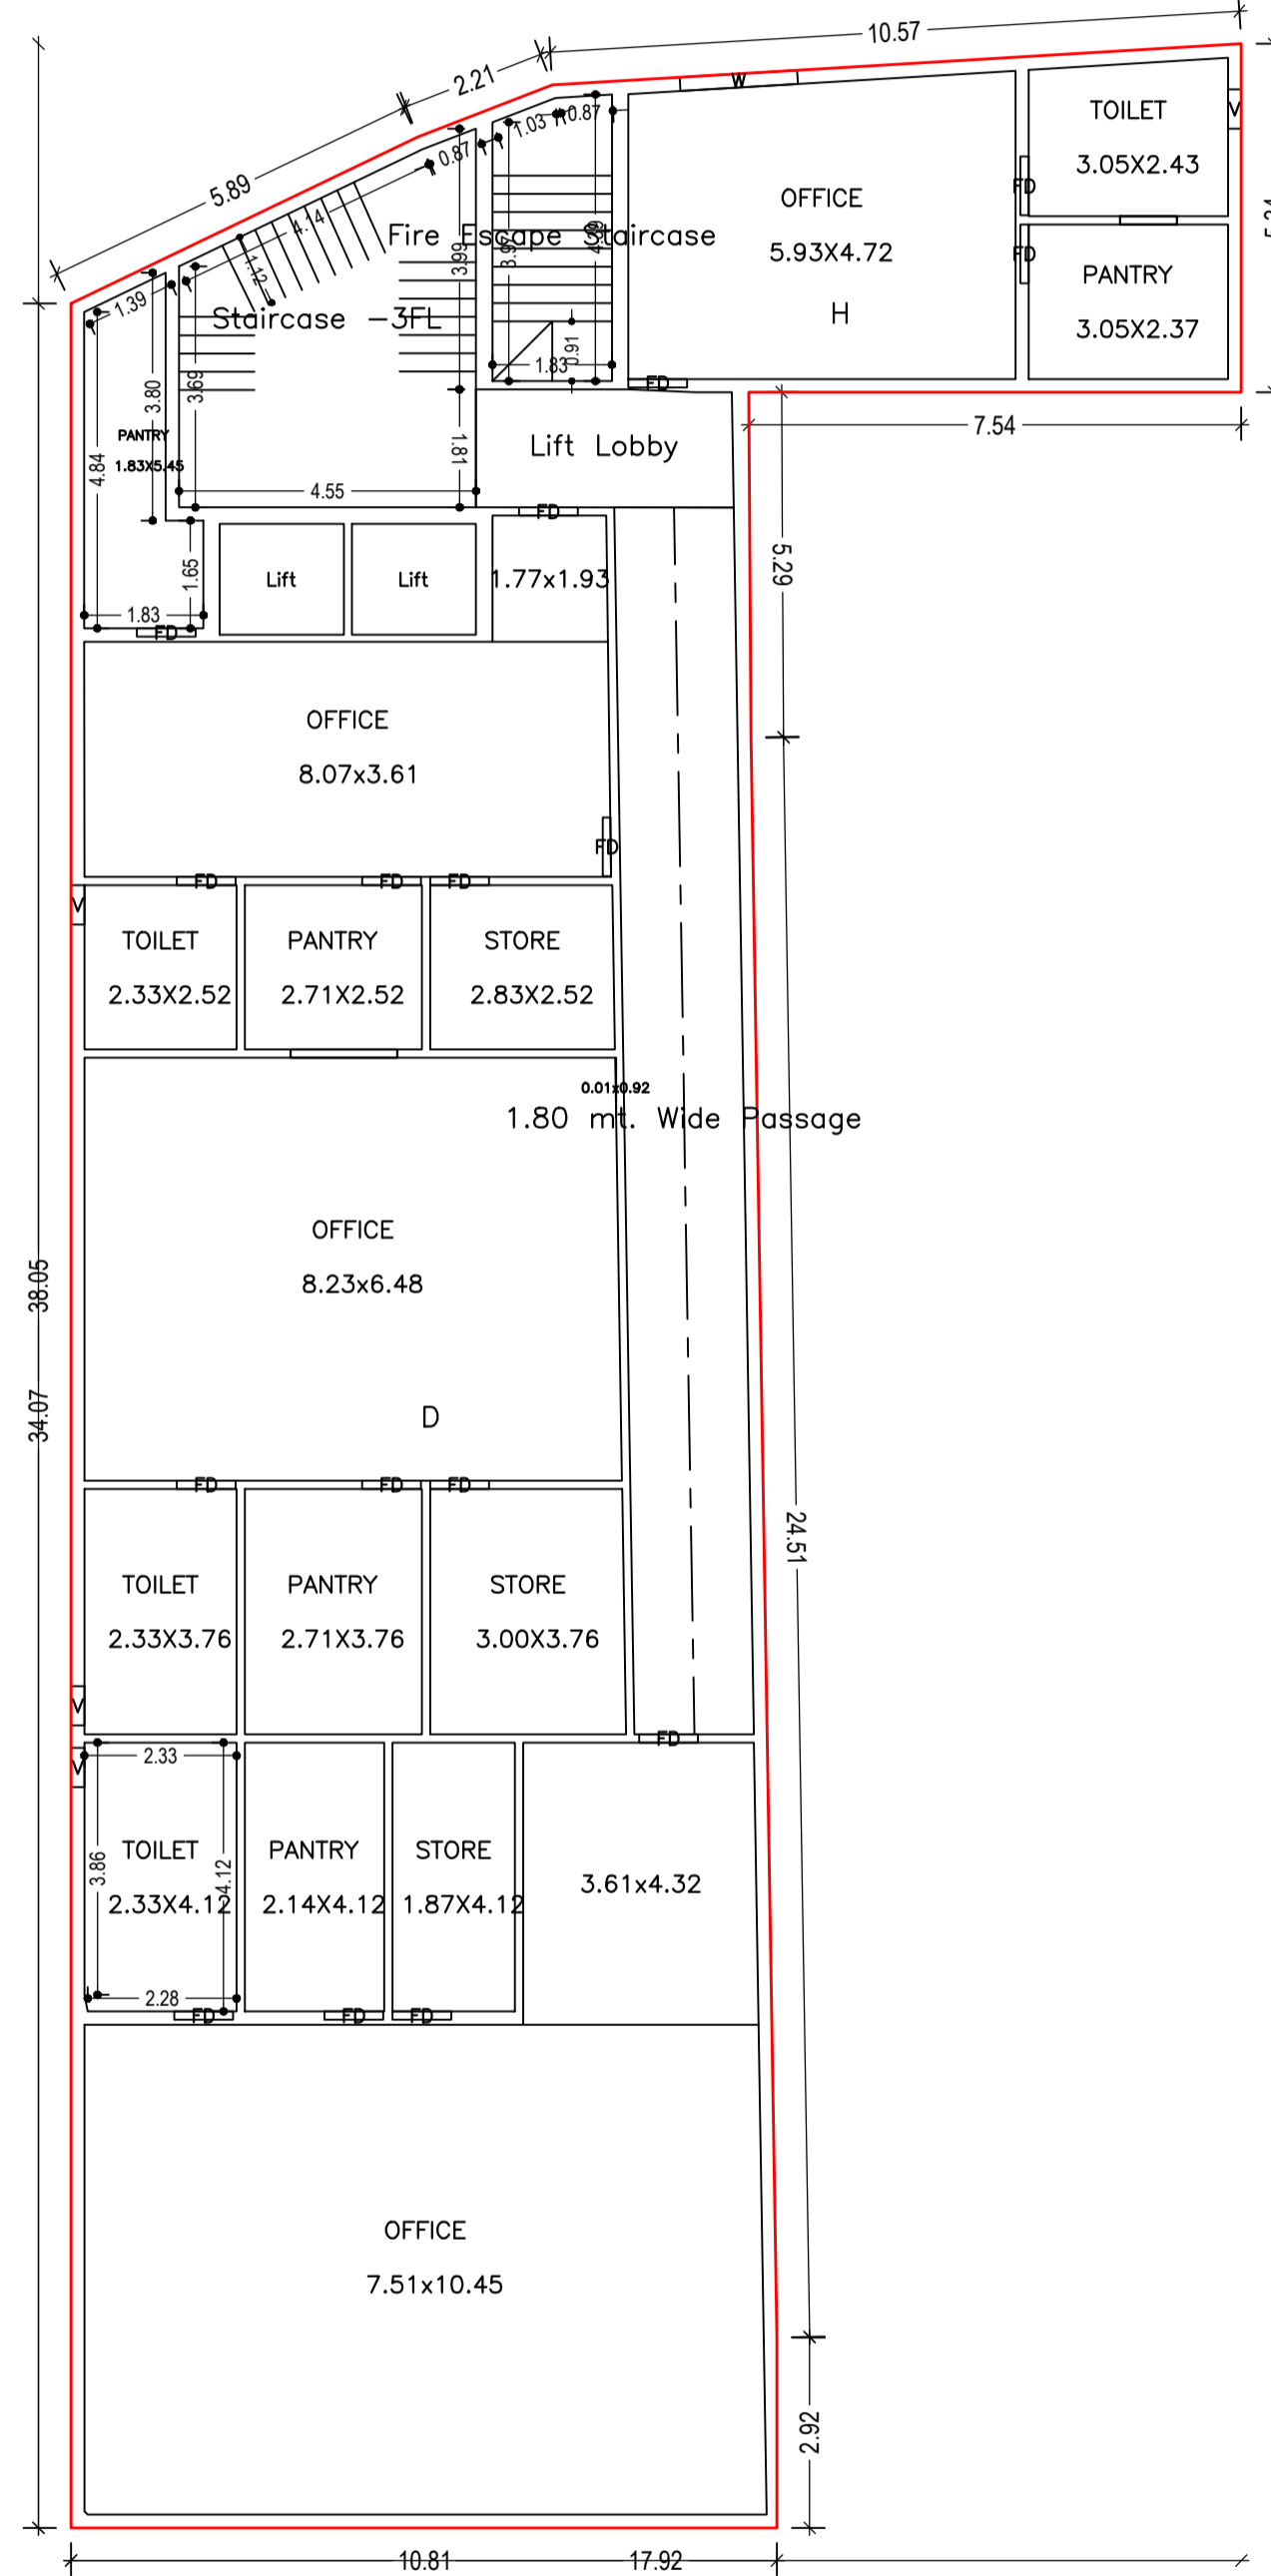 10.57
2.21
W
1.03
0.87
TOILET
3.05X2.43
V
0.87
5.89
OFFICE
5.93X4.72
H
FD
4.14
Fire Escape Staircase
3.99
3.97
1.12
FD
PANTRY
3.05X2.37
1.39
Staircase -3FL
0.91
1.83
3.80
3.69
FD
7.54
PANTRY
1.83X5.45
4.84
1.81
Lift Lobby
4.55
FD
5.29
1.65
Lift
Lift
1.77x1.93
1.83
FD
OFFICE
8.07x3.61
FD
FD
FD
FD
V
TOILET
2.33X2.52
PANTRY
2.71X2.52
STORE
2.83X2.52
0.01x0.92
1.80 mt. Wide Passage
OFFICE
8.23x6.48
38.05
34.07
D
FD
FD
FD
24.51
TOILET
2.33X3.76
PANTRY
2.71X3.76
STORE
3.00X3.76
V
FD
V
2.33
3.86
4.12
TOILET
2.33X4.12
PANTRY
2.14X4.12
STORE
1.87X4.12
3.61x4.32
2.28
FD
FD
FD
OFFICE
7.51x10.45
2.92
10.81
17.92